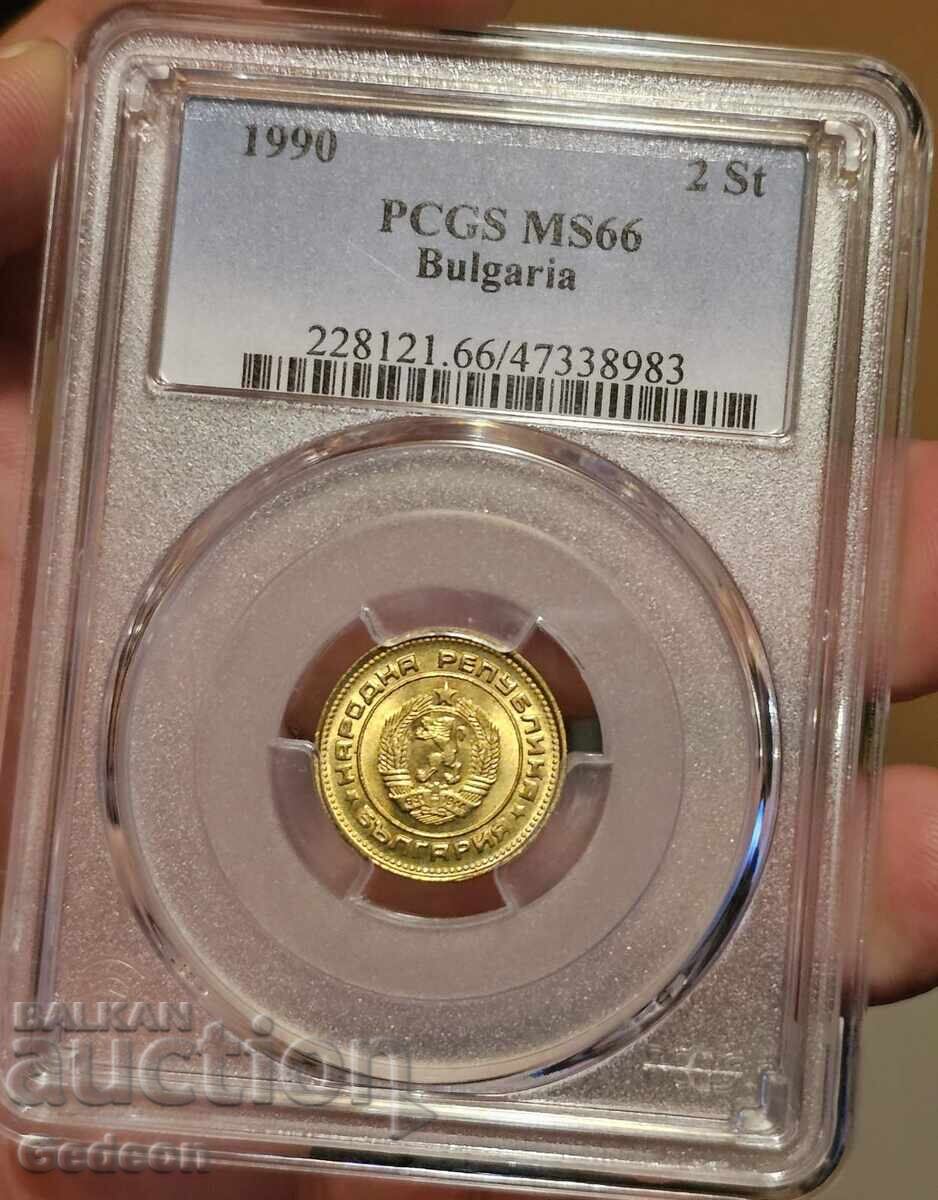 1990
2 St
PCGS MS66
Bulgaria
228121.66/47338983
НАРОДНА РЕПУБЛИКА
БЪЛГАРИЯ
BALKAN
auction
Gedeon